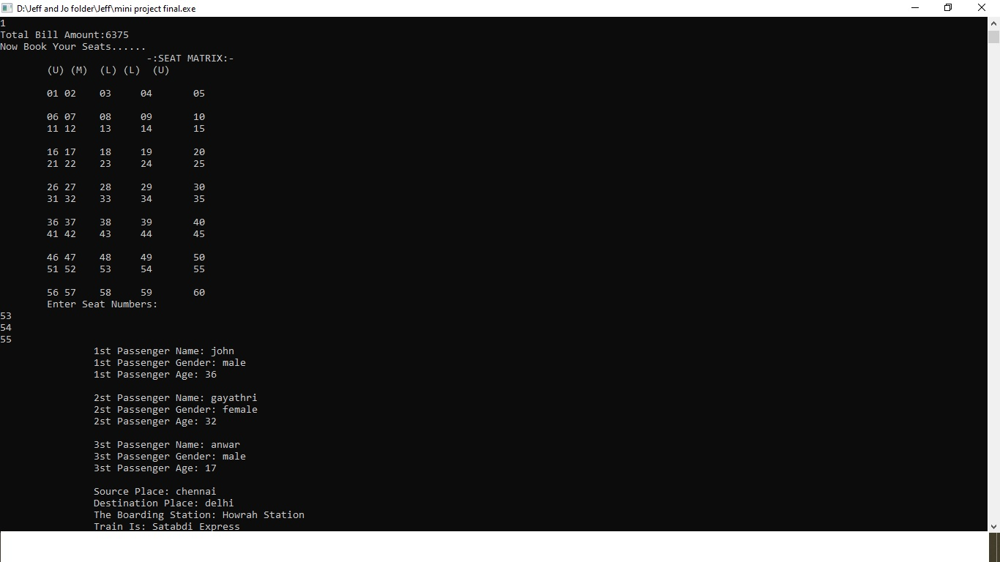 D:\Jeff and Jo folder\Jeff\mini project final.exe
1
Total Bill Amount:6375
Now Book Your Seats......
-:SEAT MATRIX:-
(U) (M) (L) (L) (U)
01 02 03 04 05
06 07 08 09 10
11 12 13 14 15
16 17 18 19 20
21 22 23 24 25
26 27 28 29 30
31 32 33 34 35
36 37 38 39 40
41 42 43 44 45
46 47 48 49 50
51 52 53 54 55
56 57 58 59 60
Enter Seat Numbers:
53
54
55
1st Passenger Name: john
1st Passenger Gender: male
1st Passenger Age: 36
2st Passenger Name: gayathri
2st Passenger Gender: female
2st Passenger Age: 32
3st Passenger Name: anwar
3st Passenger Gender: male
3st Passenger Age: 17
Source Place: chennai
Destination Place: delhi
The Boarding Station: Howrah Station
Train Is: Satabdi Express